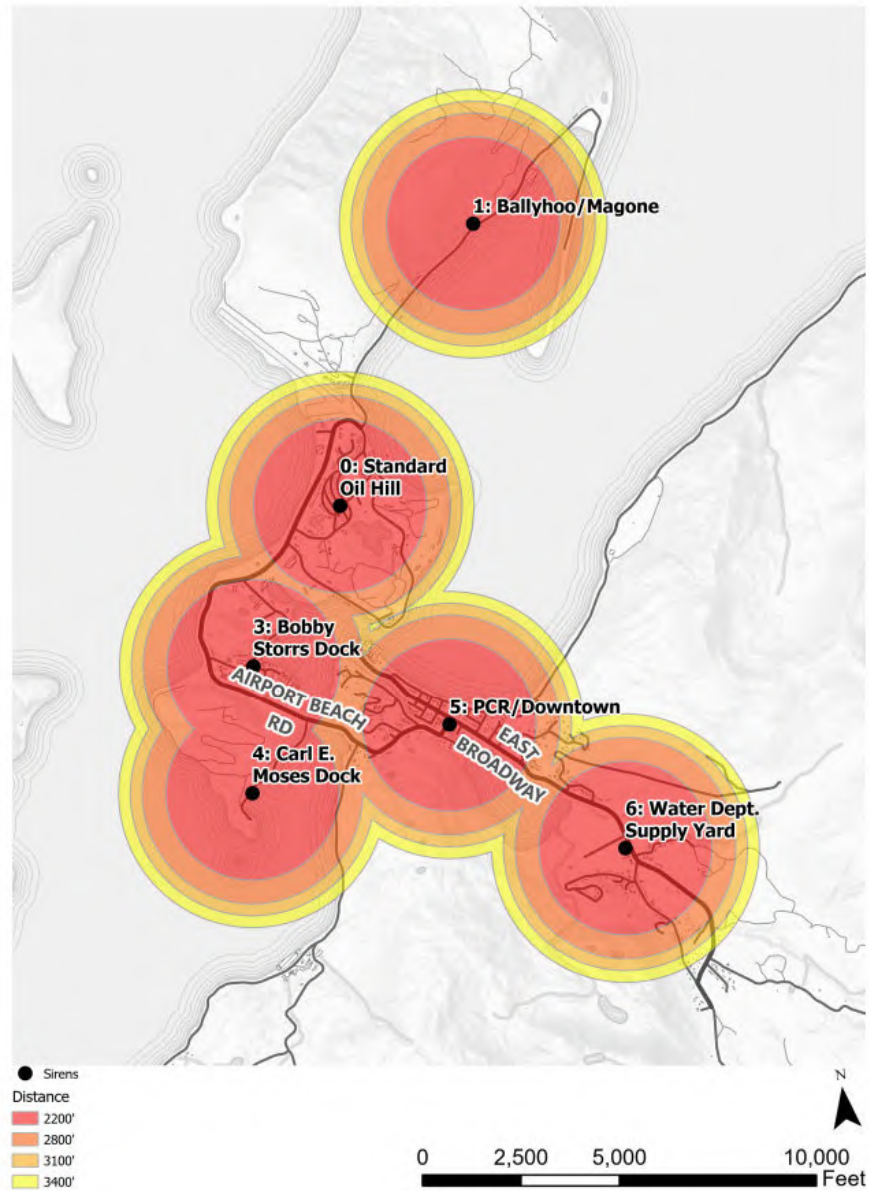 1: Ballyhoo/Magone
0: Standard
Oil Hill
3: Bobby
Storrs Dock
AIRPORT BEACH
RD
5: PCR/Downtown
EAST
BROADWAY
4: Carl E.
Moses Dock
6: Water Dept.
Supply Yard
Sirens
Distance
2200'
2800'
3100'
3400'
N
0 2,500 5,000 10,000
Feet